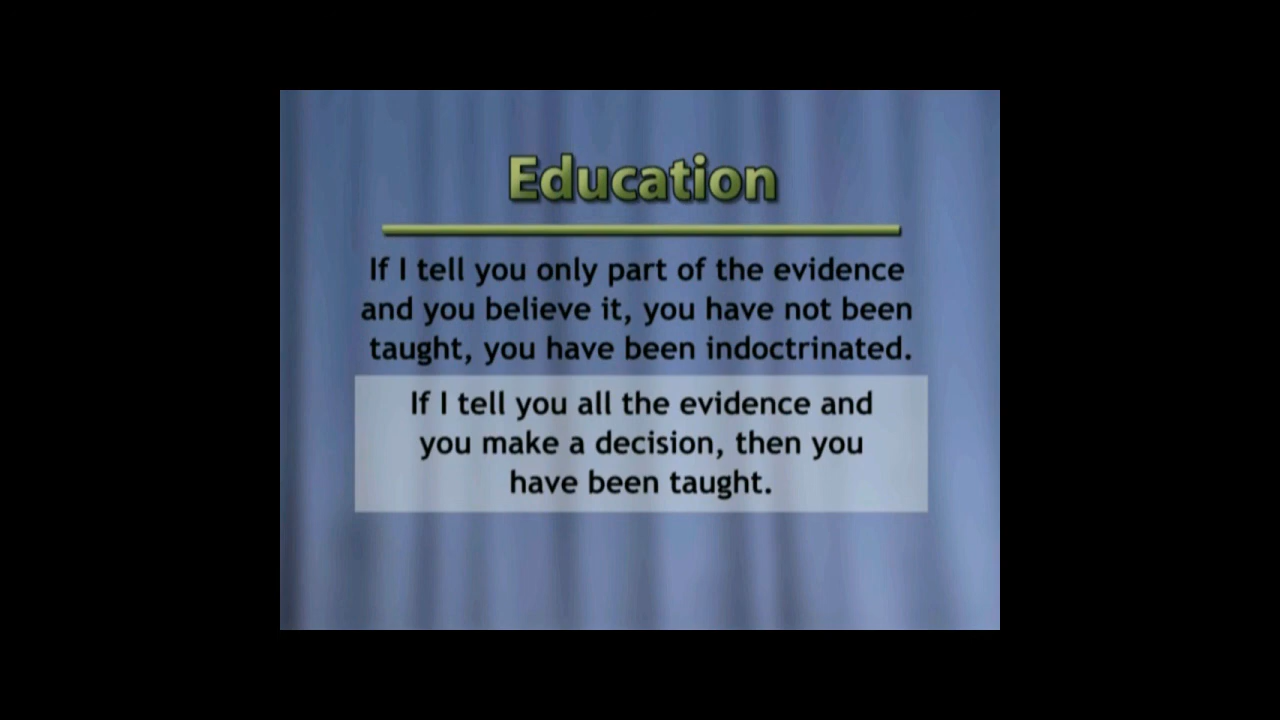 Education
If I tell you only part of the evidence
and you believe it, you have not been
taught, you have been indoctrinated.
If I tell you all the evidence and
you make a decision, then you
have been taught.